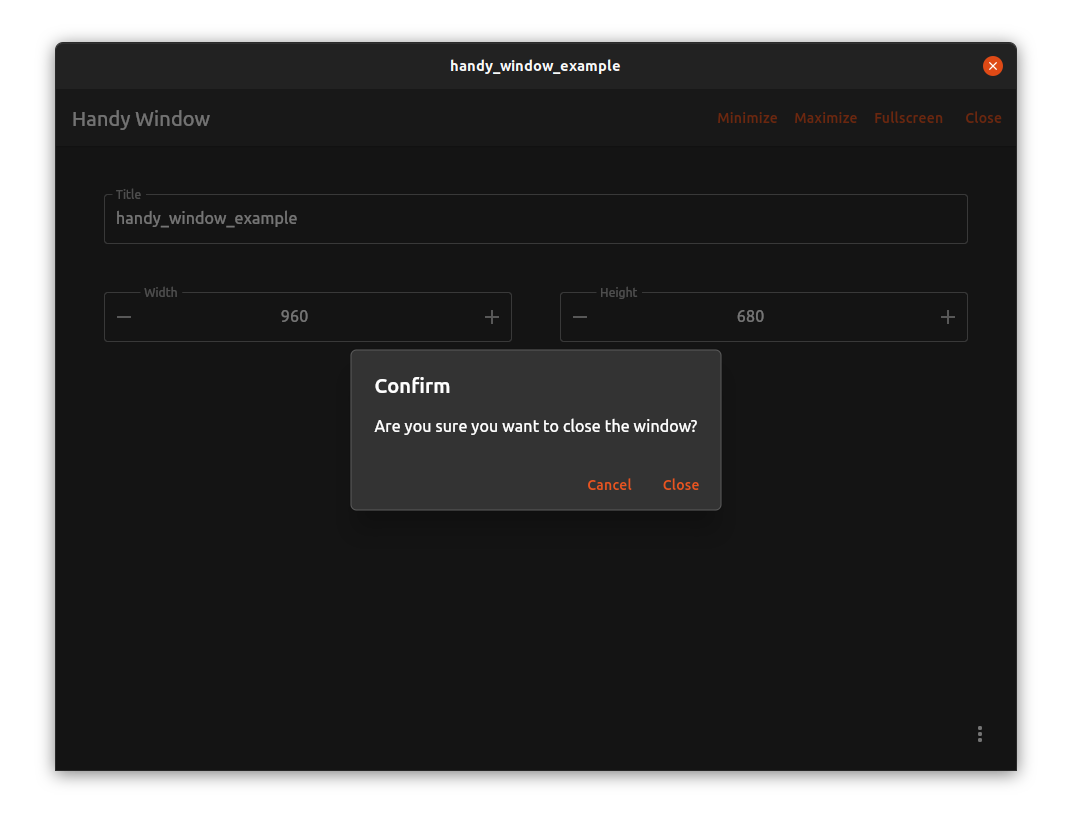 handy_window_example
Handy Window Minimize Maximize Fullscreen Close
Title
handy_window_example
Width Height
960 680
Confirm
Are you sure you want to close the window?
Cancel Close